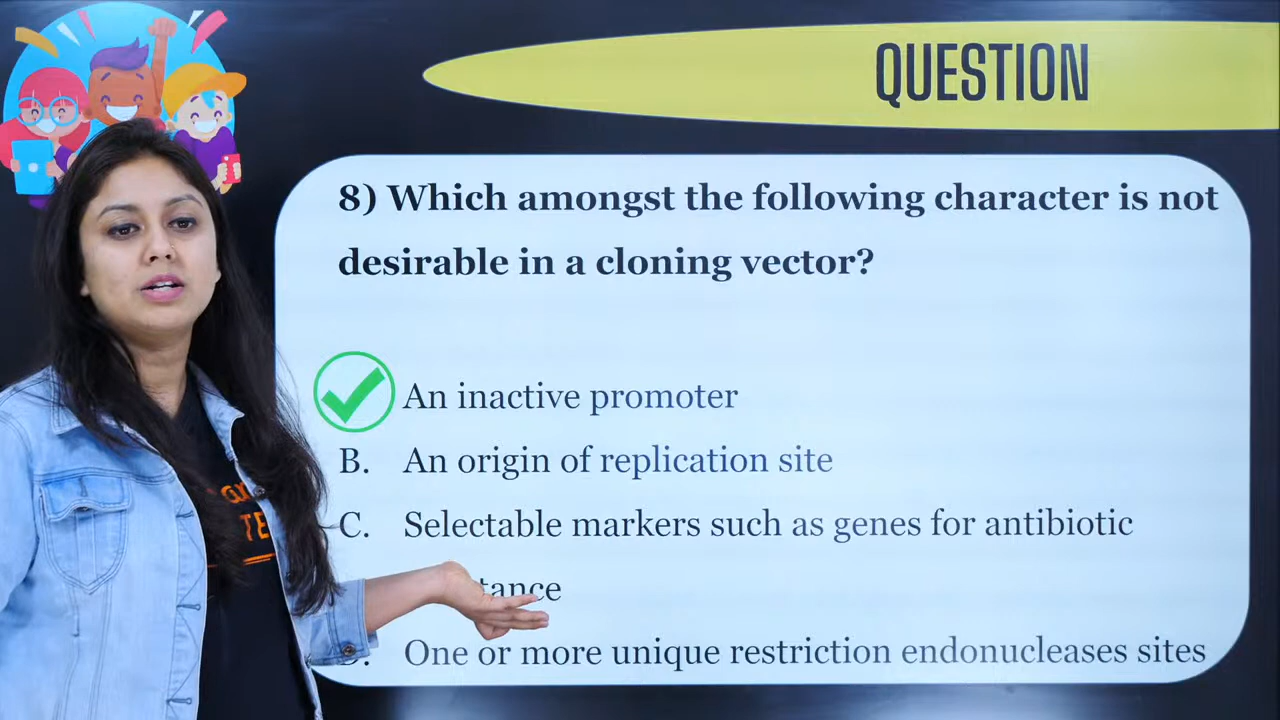 QUESTION
8) Which amongst the following character is not
desirable in a cloning vector?
An inactive promoter
B. An origin of replication site
C. Selectable markers such as genes for antibiotic
tance
One or more unique restriction endonucleases sites
TE